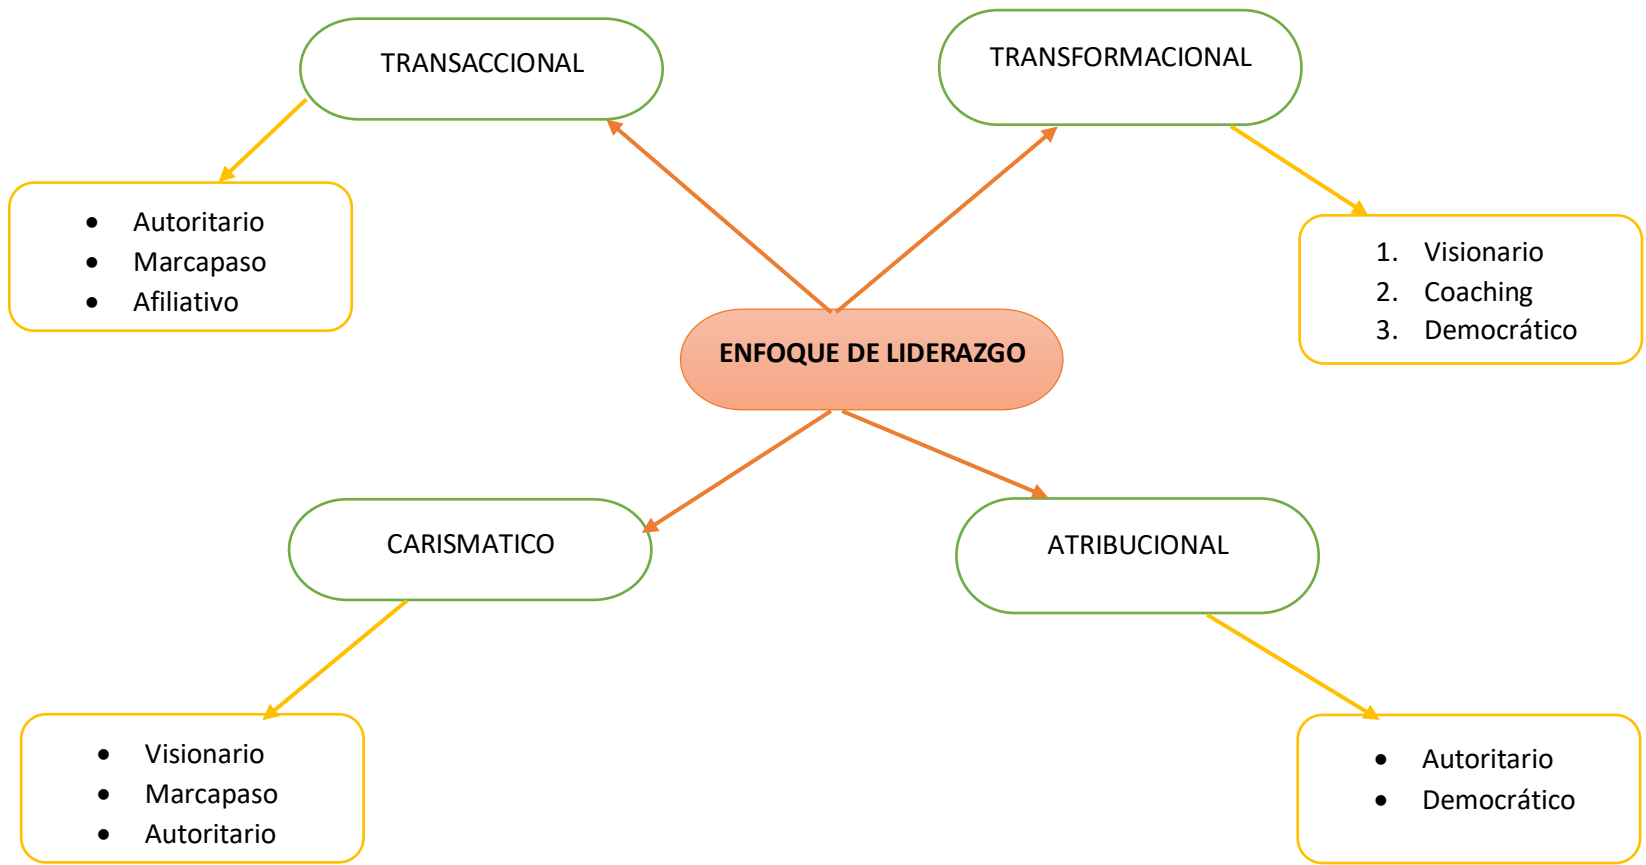 TRANSACCIONAL
TRANSFORMACIONAL
• Autoritario
• Marcapaso
• Afiliativo
1. Visionario
2. Coaching
3. Democrático
ENFOQUE DE LIDERAZGO
CARISMATICO
ATRIBUCIONAL
• Visionario
• Marcapaso
• Autoritario
• Autoritario
• Democrático